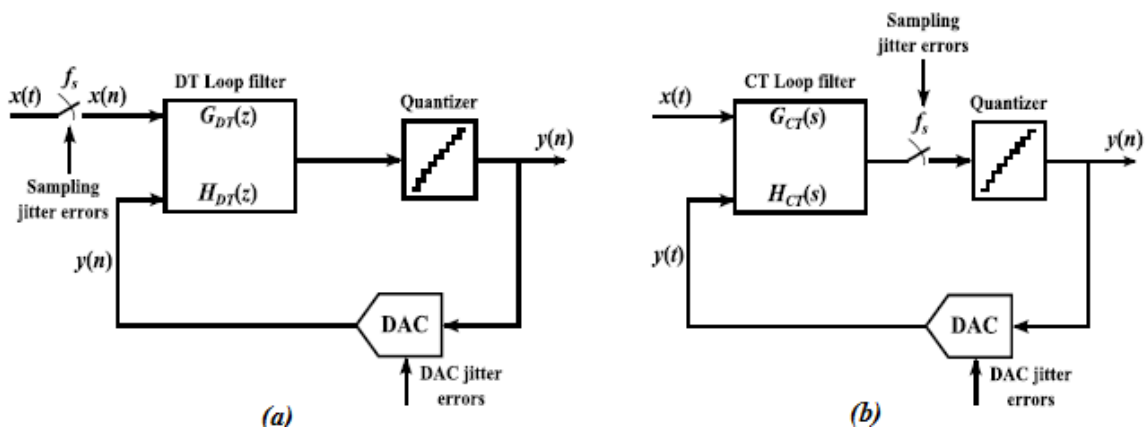 f_s
x(t)
x(n)
DT Loop filter
G_DT(z)
H_DT(z)
Quantizer
y(n)
Sampling
jitter errors
y(n)
DAC
DAC jitter
errors
(a)
Sampling
jitter errors
CT Loop filter
x(t)
G_CT(s)
H_CT(s)
f_s
Quantizer
y(n)
y(t)
DAC
DAC jitter
errors
(b)